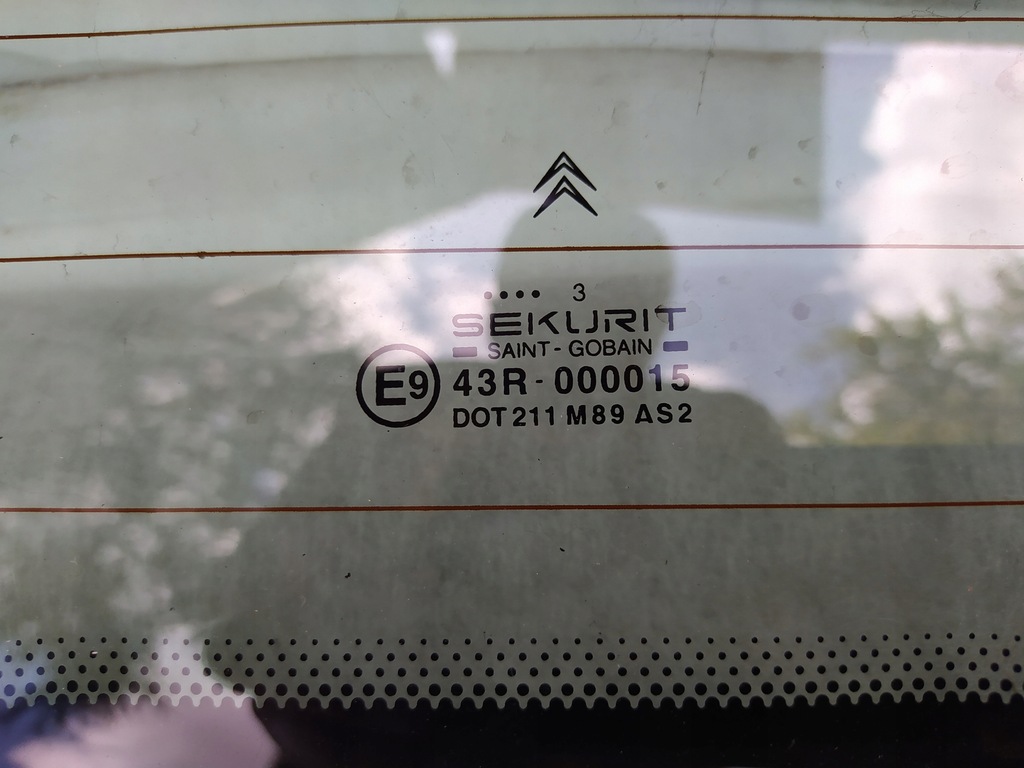 •••• 3
SEKURIT
SAINT-GOBAIN
E9 43R-000015
DOT 211 M89 AS2